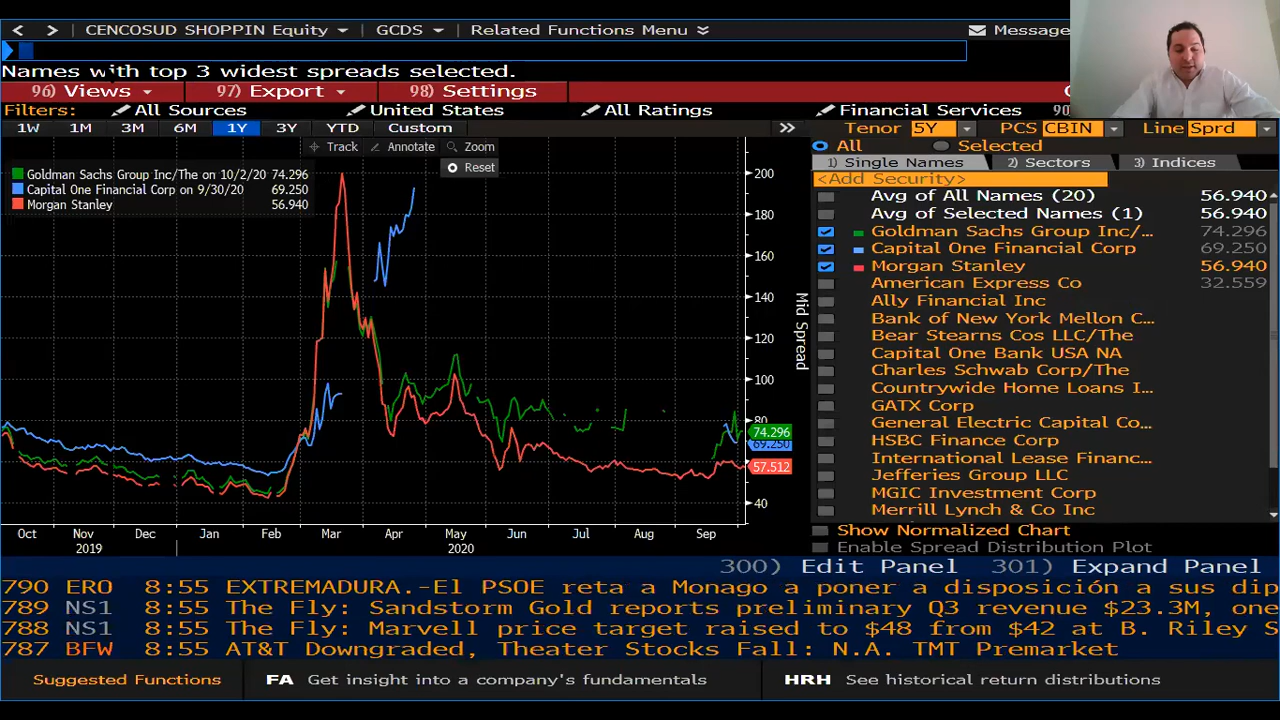 CENCOSUD SHOPPIN Equity GCDS Related Functions Menu Message
Names with top 3 widest spreads selected.
96) Views 97) Export 98) Settings
Filters: All Sources United States All Ratings Financial Services
1W 1M 3M 6M 1Y 3Y YTD Custom
Tenor 5Y PCS CBIN Line Sprd
Track Annotate Zoom
Reset
All Selected
1) Single Names 2) Sectors 3) Indices
Goldman Sachs Group Inc/The on 10/2/20 74.296
Capital One Financial Corp on 9/30/20 69.250
Morgan Stanley 56.940
200
180
160
140
120
100
80
74.296
69.250
57.512
40
Mid Spread
Oct Nov Dec Jan Feb Mar Apr May Jun Jul Aug Sep
2019 2020
<Add Security>
Avg of All Names (20) 56.940
Avg of Selected Names (1) 56.940
Goldman Sachs Group Inc/... 74.296
Capital One Financial Corp 69.250
Morgan Stanley 56.940
American Express Co 32.559
Ally Financial Inc
Bank of New York Mellon C...
Bear Stearns Cos LLC/The
Capital One Bank USA NA
Charles Schwab Corp/The
Countrywide Home Loans I...
GATX Corp
General Electric Capital Co...
HSBC Finance Corp
International Lease Financ...
Jefferies Group LLC
MGIC Investment Corp
Merrill Lynch & Co Inc
Show Normalized Chart
Enable Spread Distribution Plot
300) Edit Panel 301) Expand Panel
790 ERO 8:55 EXTREMADURA.-El PSOE reta a Monago a poner a disposición a sus dip
789 NS1 8:55 The Fly: Sandstorm Gold reports preliminary Q3 revenue $23.3M, one
788 NS1 8:55 The Fly: Marvell price target raised to $48 from $42 at B. Riley S
787 BFW 8:55 AT&T Downgraded, Theater Stocks Fall: N.A. TMT Premarket
Suggested Functions FA Get insight into a company's fundamentals HRH See historical return distributions